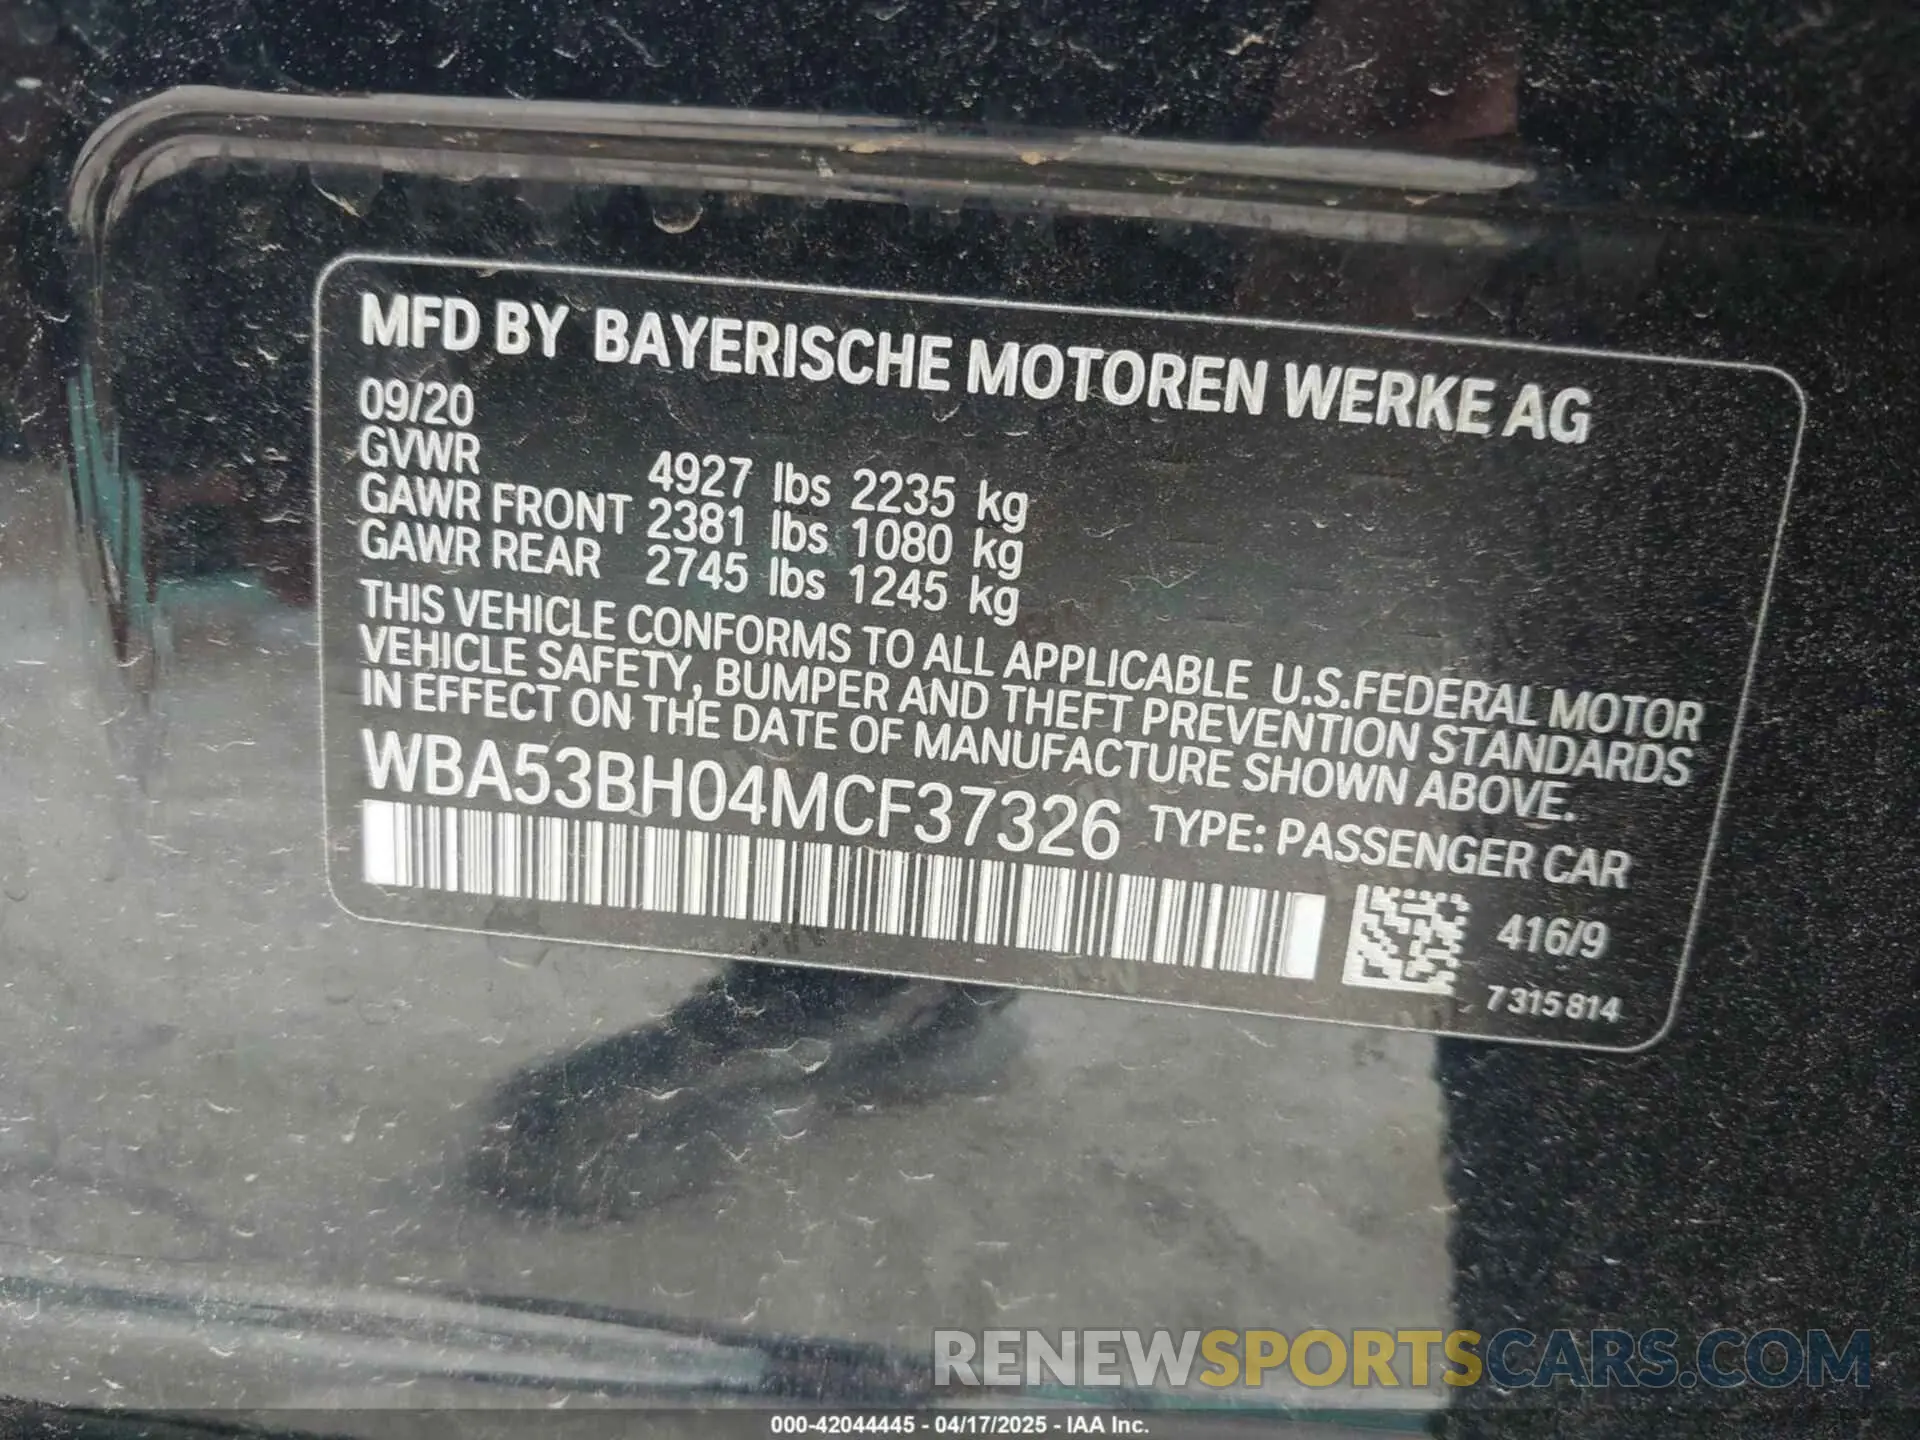 MFD BY BAYERISCHE MOTOREN WERKE AG
09/20
GVWR 4927 lbs 2235 kg
GAWR FRONT 2381 lbs 1080 kg
GAWR REAR 2745 lbs 1245 kg
THIS VEHICLE CONFORMS TO ALL APPLICABLE U.S.FEDERAL MOTOR
VEHICLE SAFETY, BUMPER AND THEFT PREVENTION STANDARDS
IN EFFECT ON THE DATE OF MANUFACTURE SHOWN ABOVE.
WBA53BH04MCF37326 TYPE: PASSENGER CAR
416/9
7 315 814
RENEWSPORTSCARS.COM
000-42044445 - 04/17/2025 - IAA Inc.